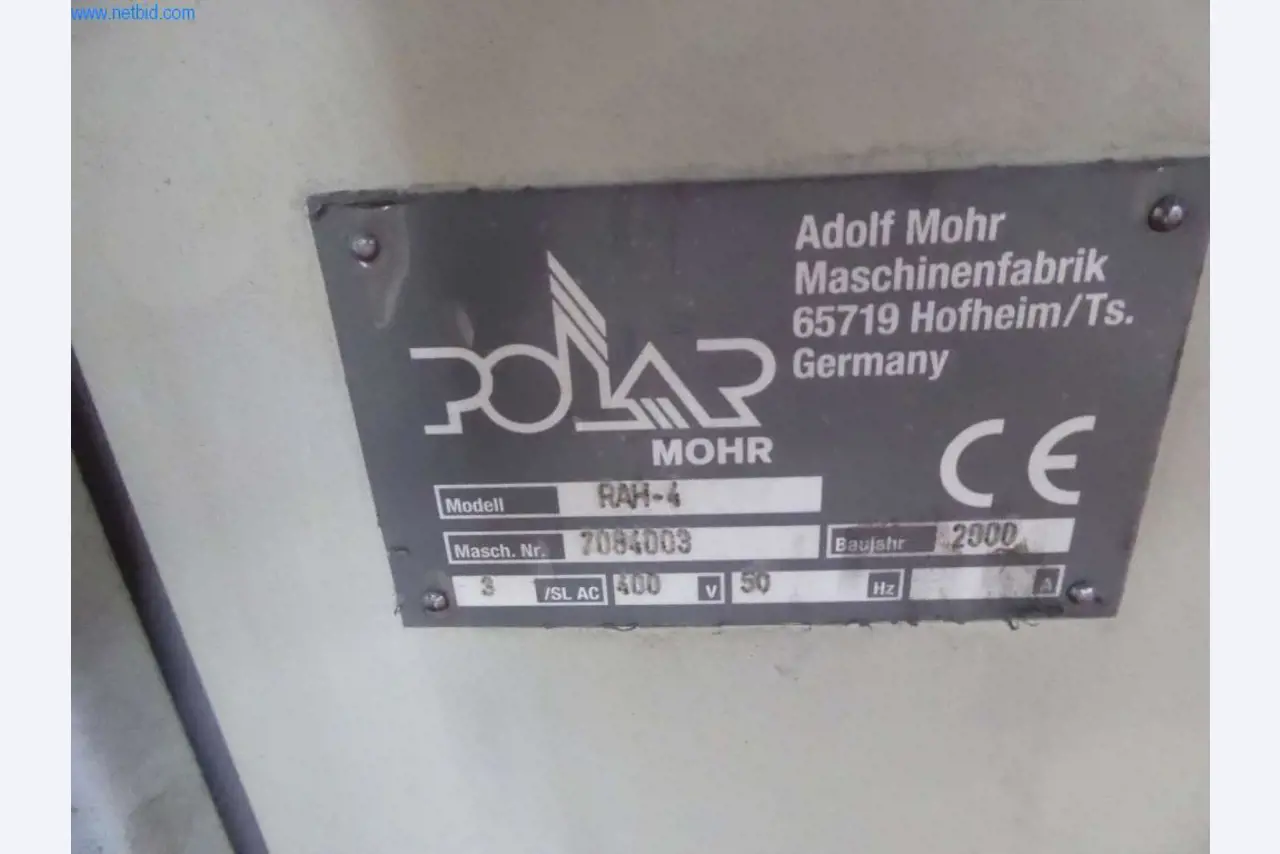 www.netbid.com
Adolf Mohr
Maschinenfabrik
65719 Hofheim/Ts.
Germany
POLAR
MOHR
CE
Modell RAH-4
Masch. Nr. 7084003 Baujahr 2000
3 /SL AC 400 V 50 Hz A